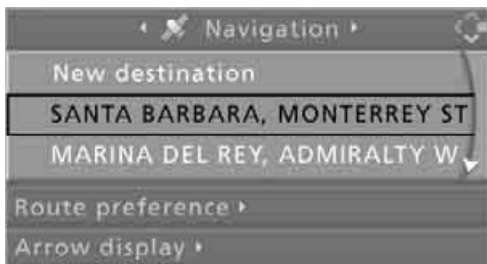 Navigation
New destination
SANTA BARBARA, MONTERREY ST
MARINA DEL REY, ADMIRALTY W
Route preference
Arrow display